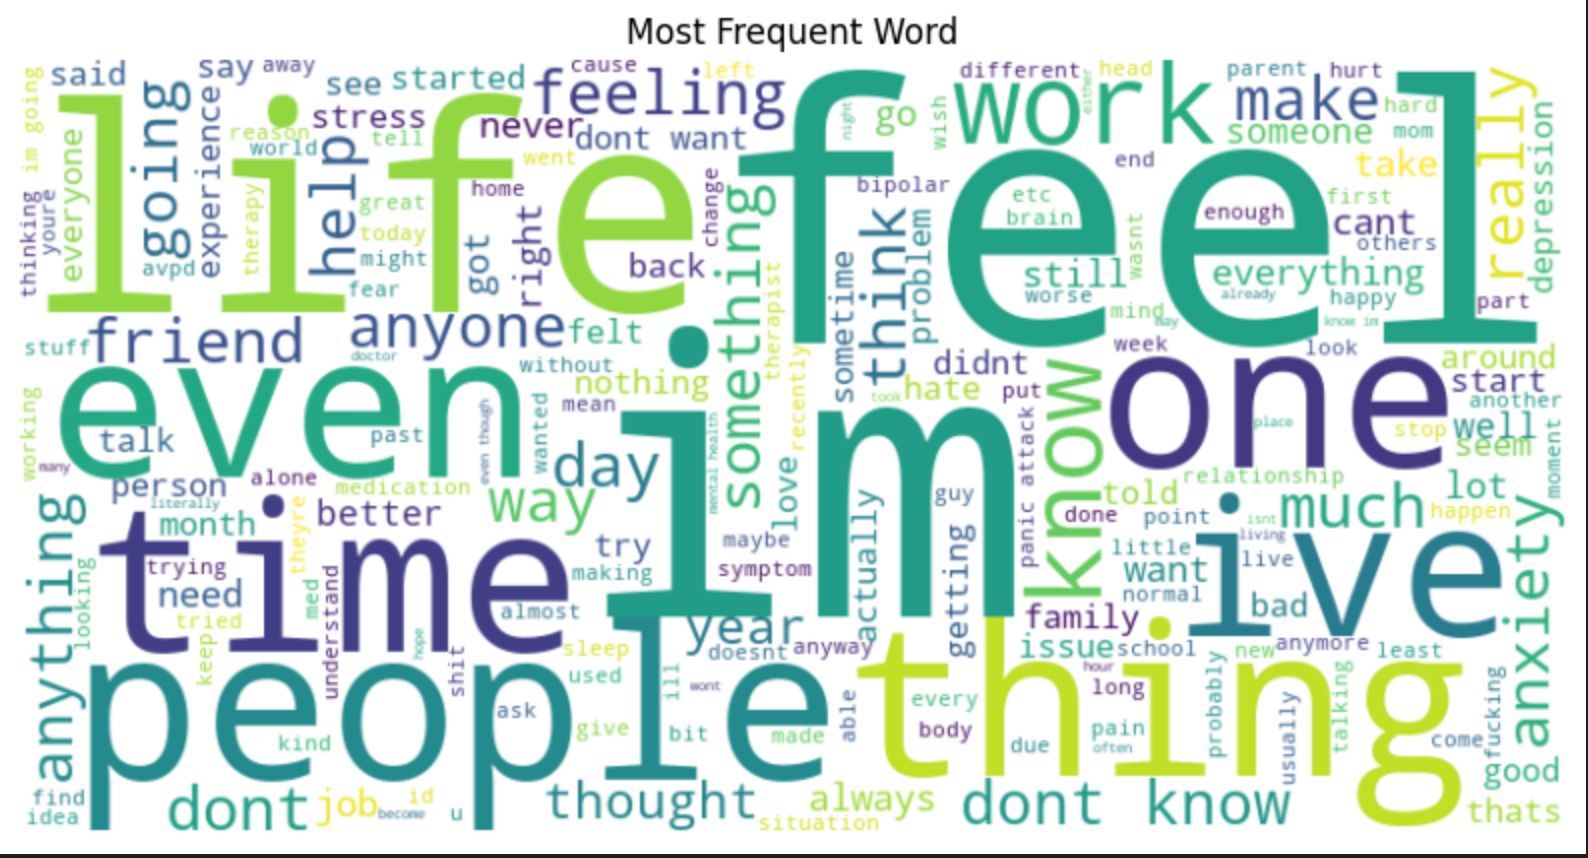 Most Frequent Word
said
say
away
see
started
cause
feeling
left
different
head
parent
hurt
im going
life
going
experience
reason
world
stress
tell
help
never
dont want
went
feel
night
go
wish
work
either
make
someone
hard
mom
really
depression
everyone
thinking
youre
avpd
therapy
great
today
might
fear
home
got
right
change
back
something
therapist
bipolar
think
problem
sometime
end
etc
brain
wasnt
still
worse
enough
take
first
cant
others
everything
already
happy
know im
part
mind
may
stuff
friend
anyone
felt
doctor
without
nothing
recently
didnt
week
look
around
working
even
talk
past
even though
wanted
mean
day
im
mental health
love
took
hate
put
panic attack
know
one
place
start
another
stop
well
seem
moment
many
person
alone
medication
literally
month
theyre
better
way
try
making
maybe
symptom
actually
guy
getting
told
relationship
done
point
isnt
living
much
lot
happen
anything
looking
time
trying
need
tried
keep
med
understand
hope
almost
shit
little
want
normal
live
ive
bad
anxiety
family
issue
school
new
anymore
least
people
year
doesnt
anyway
sleep
used
ill
wont
ask
give
bit
made
able
kind
thing
every
body
hour
long
due
pain
often
probably
usually
talking
fucking
come
good
find
idea
dont
job
id
become
u
thought
situation
always
dont know
thats